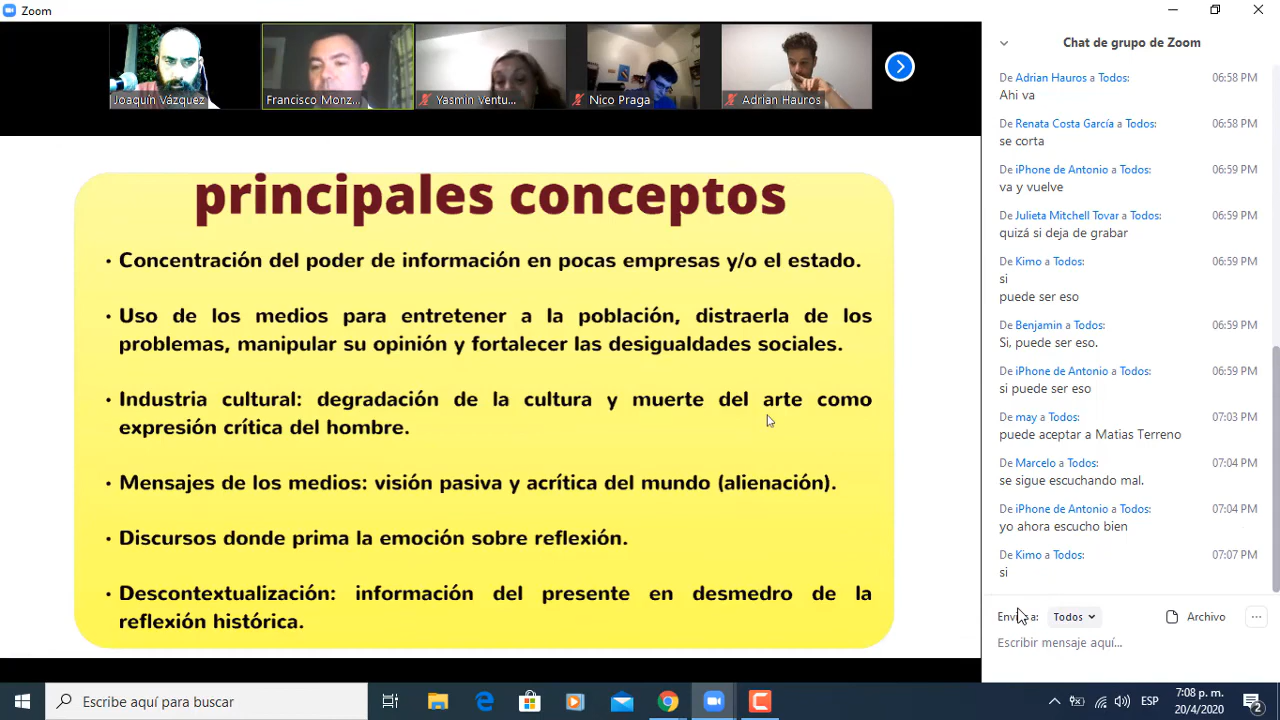 Zoom
Joaquín Vázquez
Francisco Monz...
Yasmin Ventu...
Nico Praga
Adrian Hauros
principales conceptos
• Concentración del poder de información en pocas empresas y/o el estado.
• Uso de los medios para entretener a la población, distraerla de los
problemas, manipular su opinión y fortalecer las desigualdades sociales.
• Industria cultural: degradación de la cultura y muerte del arte como
expresión crítica del hombre.
• Mensajes de los medios: visión pasiva y acrítica del mundo (alienación).
• Discursos donde prima la emoción sobre reflexión.
• Descontextualización: información del presente en desmedro de la
reflexión histórica.
Chat de grupo de Zoom
De Adrian Hauros a Todos: 06:58 PM
Ahi va
De Renata Costa García a Todos: 06:58 PM
se corta
De iPhone de Antonio a Todos: 06:59 PM
va y vuelve
De Julieta Mitchell Tovar a Todos: 06:59 PM
quizá si deja de grabar
De Kimo a Todos: 06:59 PM
si
puede ser eso
De Benjamin a Todos: 06:59 PM
Si, puede ser eso.
De iPhone de Antonio a Todos: 06:59 PM
si puede ser eso
De may a Todos: 07:03 PM
puede aceptar a Matias Terreno
De Marcelo a Todos: 07:04 PM
se sigue escuchando mal.
De iPhone de Antonio a Todos: 07:04 PM
yo ahora escucho bien
De Kimo a Todos: 07:07 PM
si
Todos Archivo ...
Escribir mensaje aquí...
Escribe aquí para buscar
ESP
7:08 p. m.
20/4/2020
2